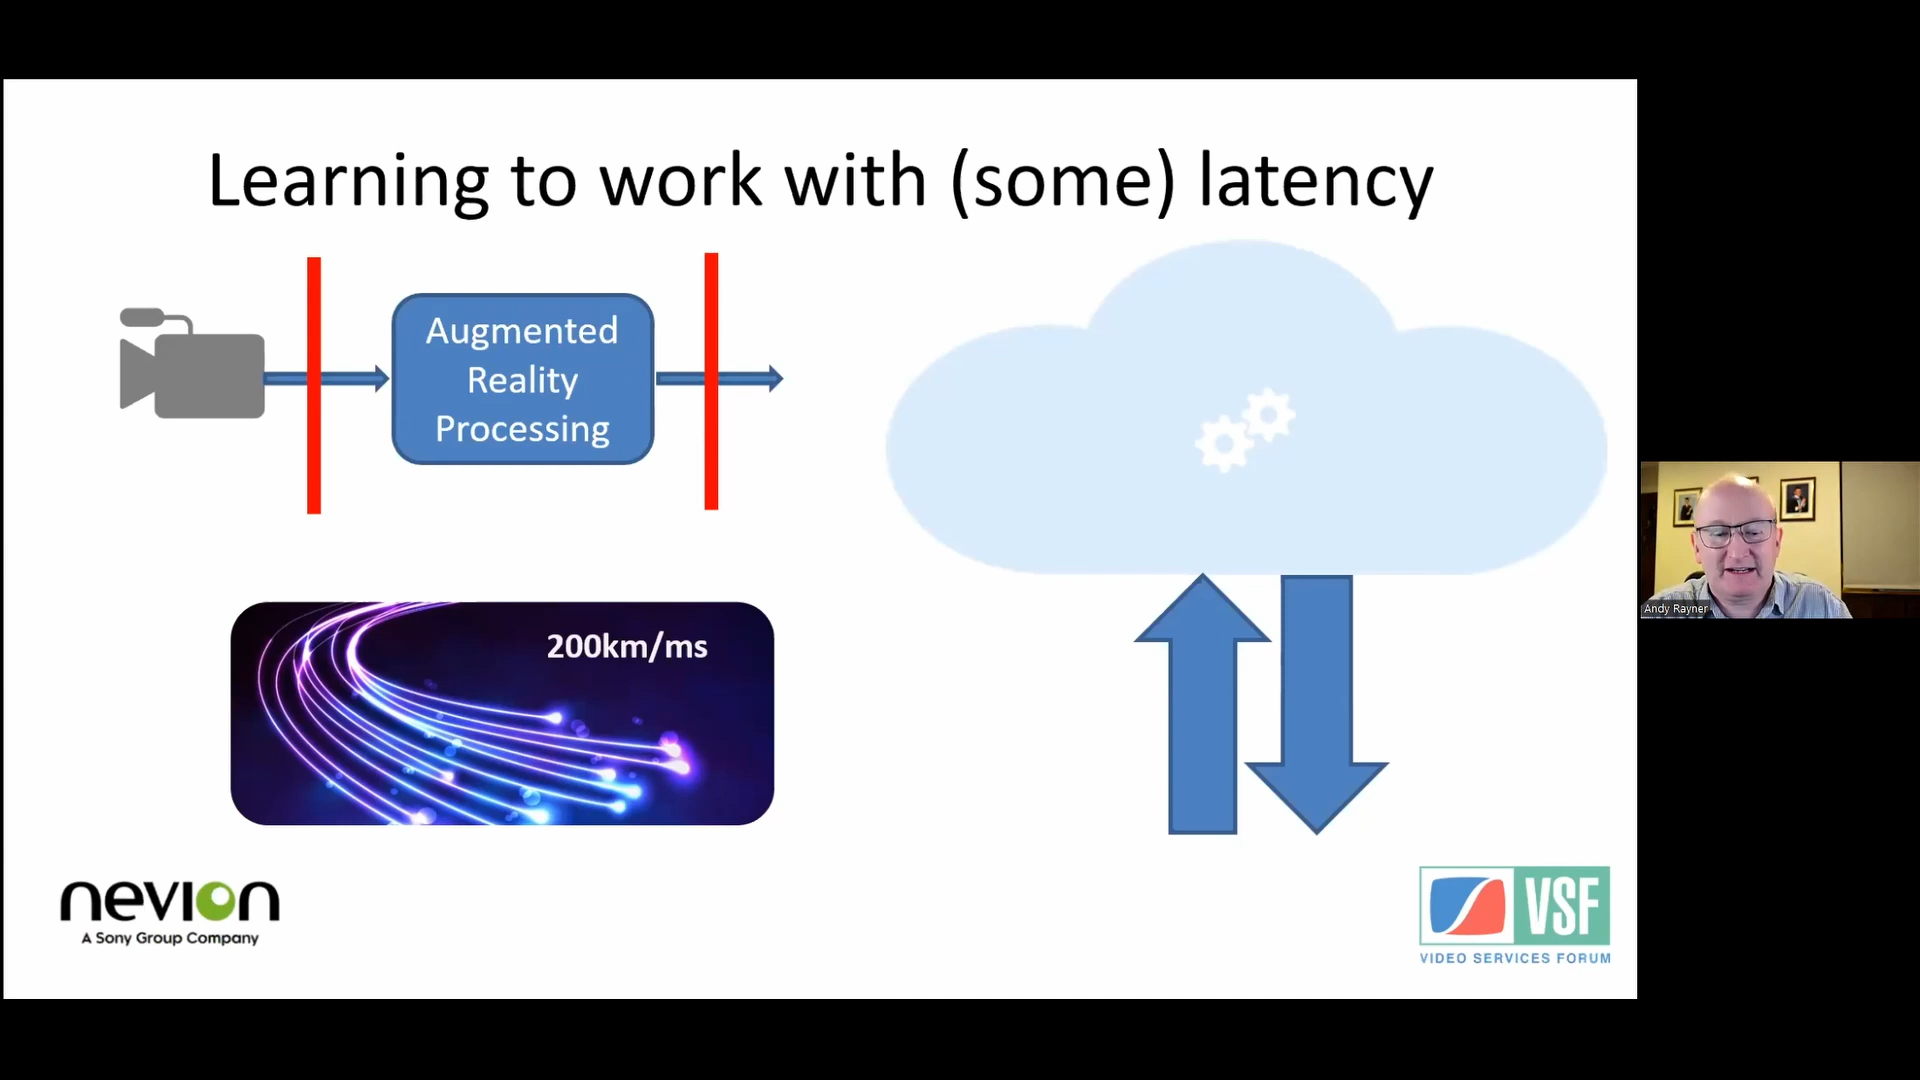 Learning to work with (some) latency
Augmented
Reality
Processing
200km/ms
Andy Rayner
nevion
A Sony Group Company
VSF
VIDEO SERVICES FORUM